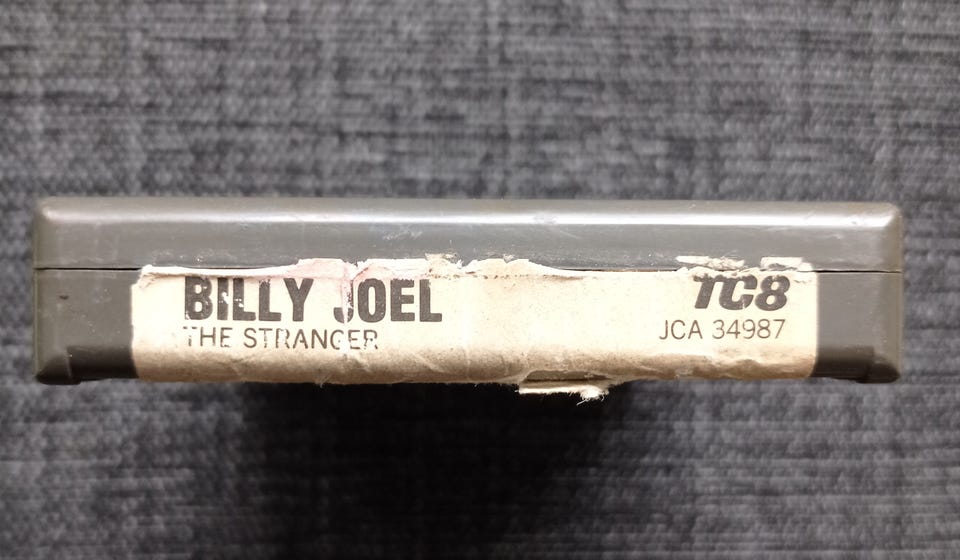 BILLY JOEL
THE STRANGER
TC8
JCA 34987